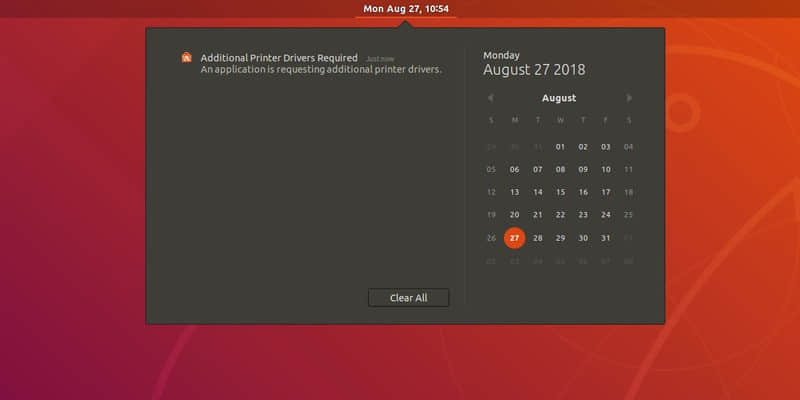 Mon Aug 27, 10:54
Additional Printer Drivers Required Just now
An application is requesting additional printer drivers.
Clear All
Monday
August 27 2018
August
S M T W T F S
29 30 31 01 02 03 04
05 06 07 08 09 10 11
12 13 14 15 16 17 18
19 20 21 22 23 24 25
26 27 28 29 30 31 01
02 03 04 05 06 07 08